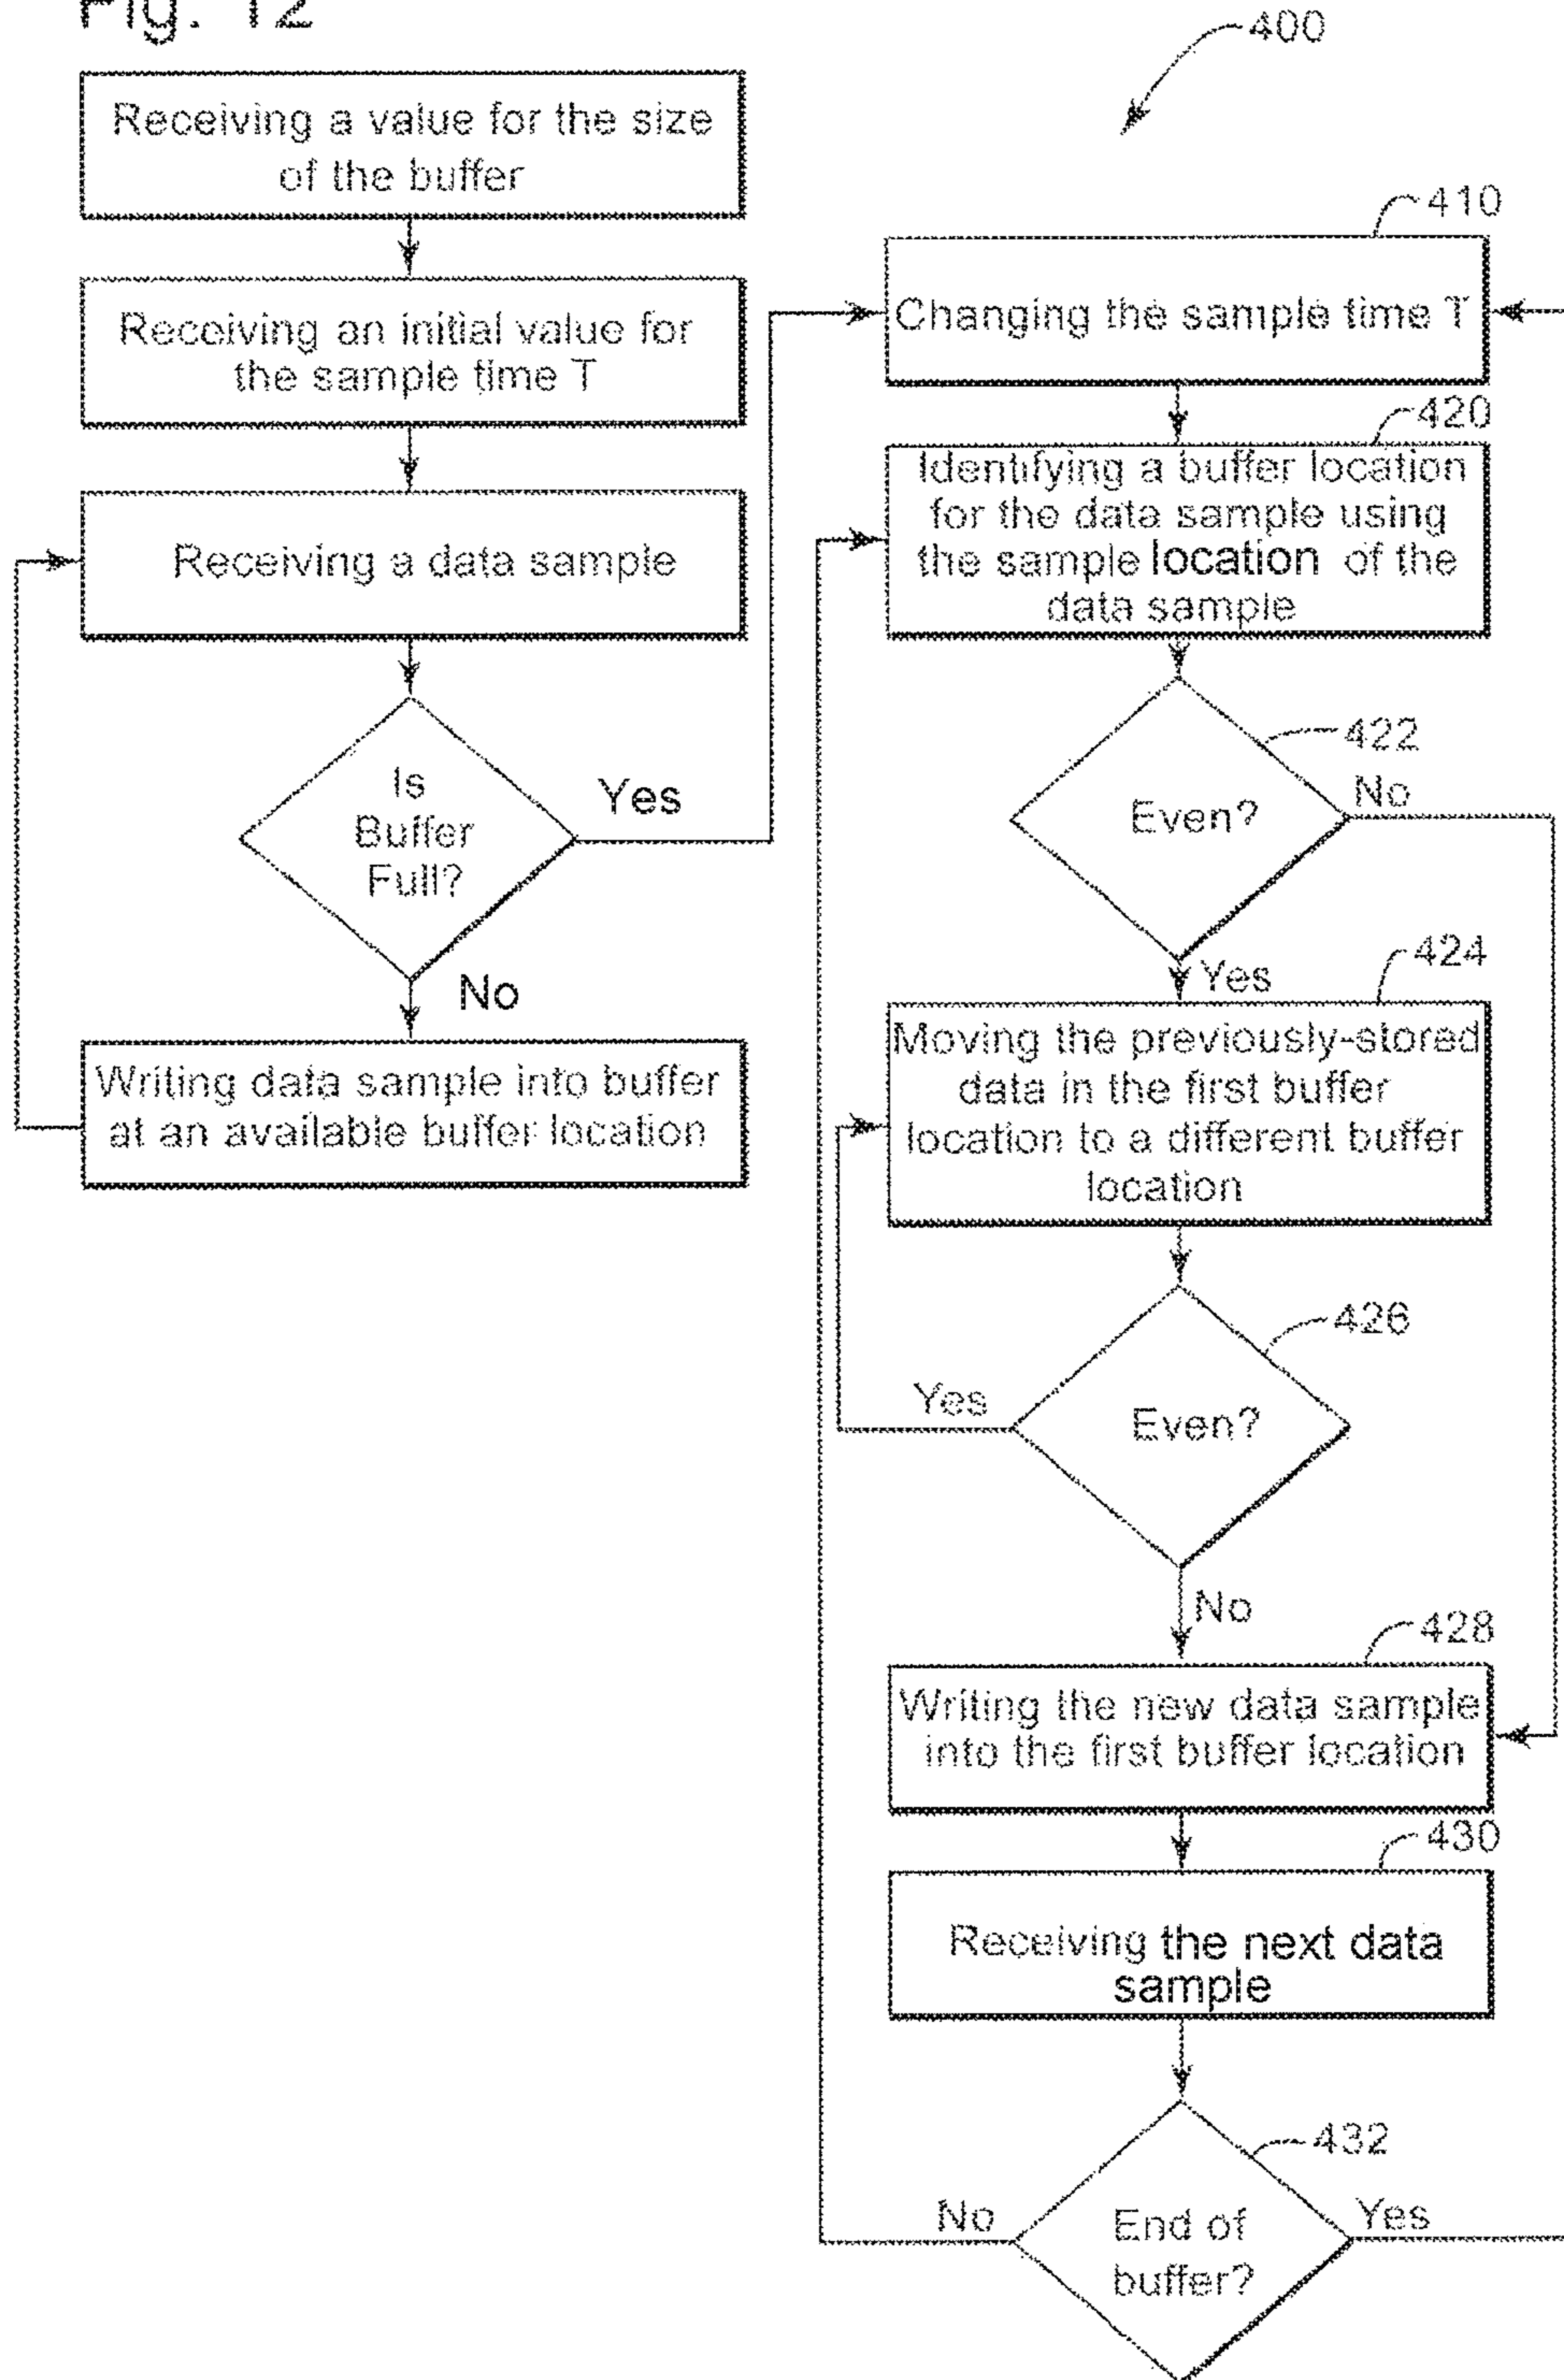 Fig. 12
400
Receiving a value for the size
of the buffer
Receiving an initial value for
the sample time T
Receiving a data sample
Is
Buffer
Full?
Yes
No
Writing data sample into buffer
at an available buffer location
410
Changing the sample time T
420
Identifying a buffer location
for the data sample using
the sample location of the
data sample
422
Even?
No
Yes
424
Moving the previously-stored
data in the first buffer
location to a different buffer
location
426
Even?
Yes
No
428
Writing the new data sample
into the first buffer location
430
Receiving the next data
sample
432
End of
buffer?
No
Yes